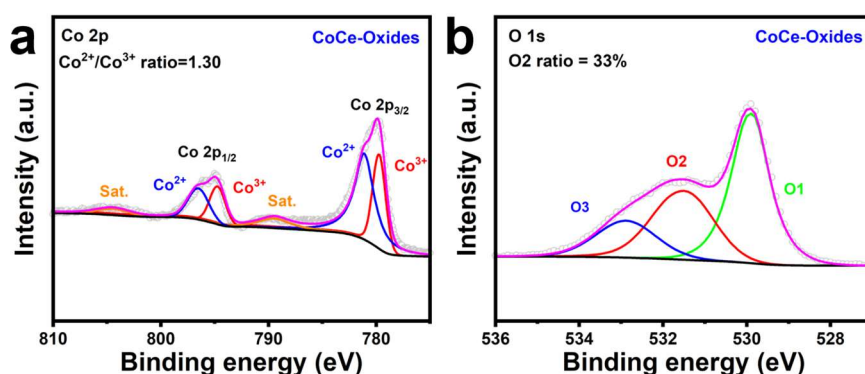 a
Co 2p
CoCe-Oxides
Co²⁺/Co³⁺ ratio=1.30
Co 2p₃/₂
Co 2p₁/₂
Co²⁺
Co³⁺
Co²⁺
Co³⁺
Sat.
Sat.
Intensity (a.u.)
810
800
790
780
Binding energy (eV)
b
O 1s
CoCe-Oxides
O2 ratio = 33%
O2
O1
O3
Intensity (a.u.)
536
534
532
530
528
Binding energy (eV)